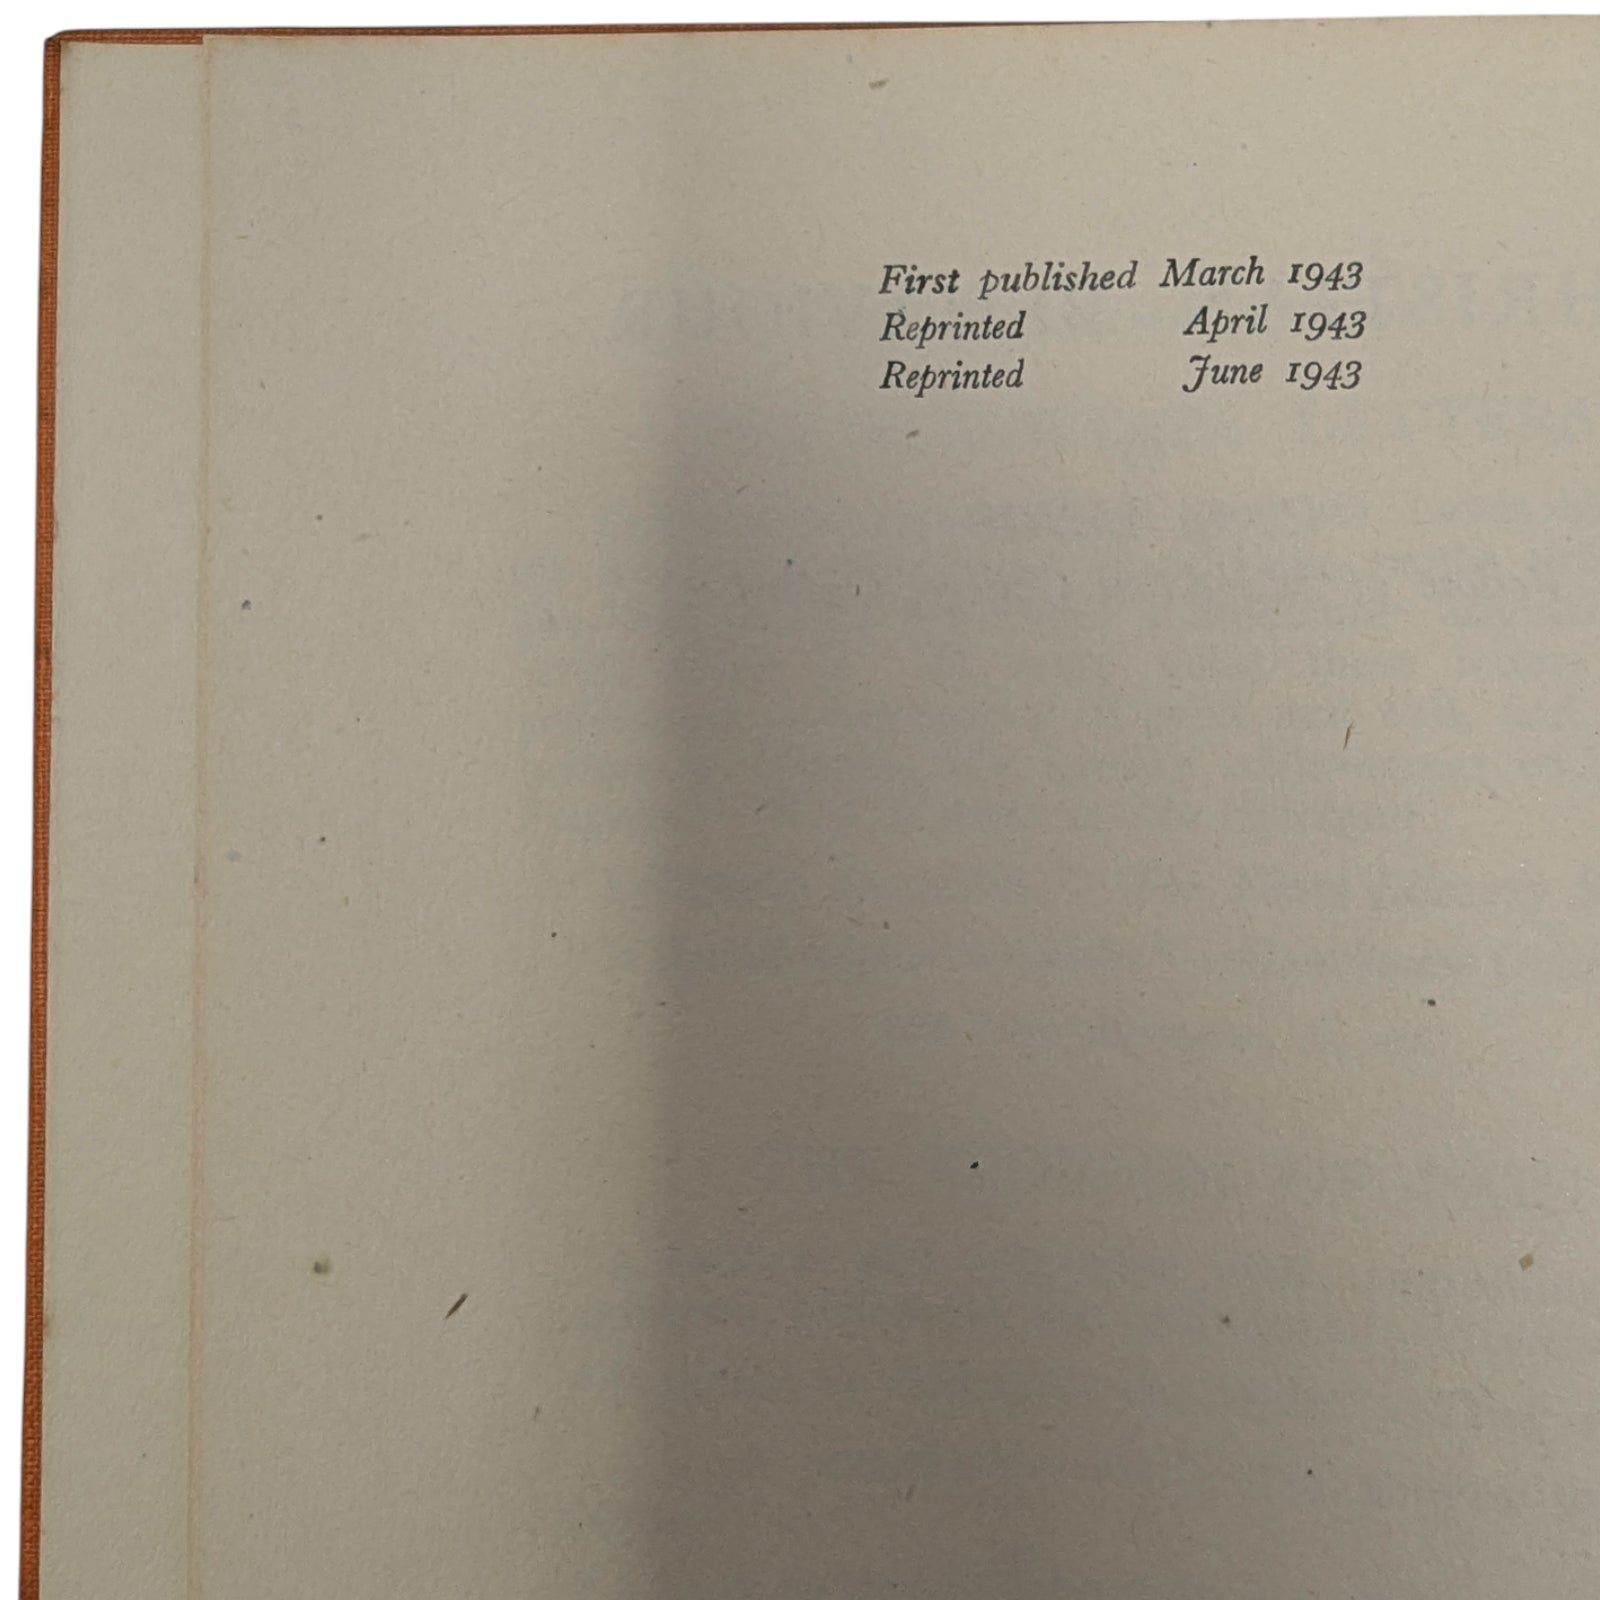 First published March 1943
Reprinted April 1943
Reprinted June 1943